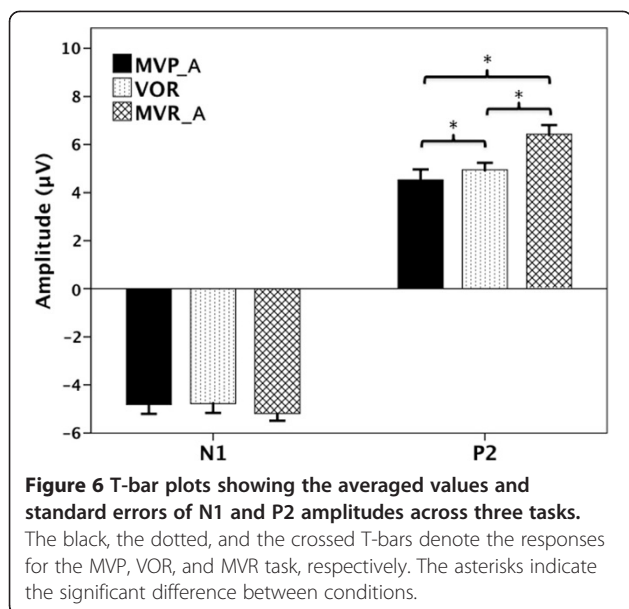 10
8
6
4
2
0
-2
-4
-6
Amplitude (µV)
MVP_A
VOR
MVR_A
*
*
*
N1
P2
Figure 6 T-bar plots showing the averaged values and
standard errors of N1 and P2 amplitudes across three tasks.
The black, the dotted, and the crossed T-bars denote the responses
for the MVP, VOR, and MVR task, respectively. The asterisks indicate
the significant difference between conditions.